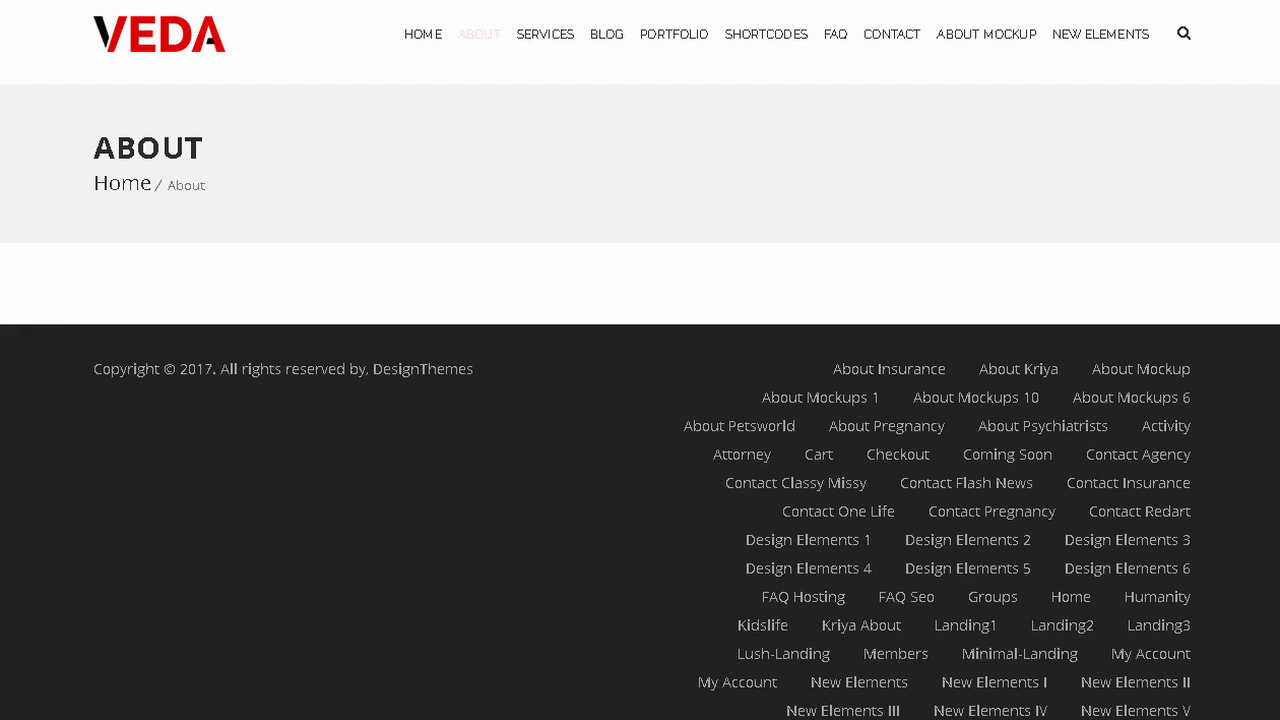 VEDA
HOME ABOUT SERVICES BLOG PORTFOLIO SHORTCODES FAQ CONTACT ABOUT MOCKUP NEW ELEMENTS
ABOUT
Home / About
Copyright © 2017. All rights reserved by, DesignThemes
About Insurance About Kriya About Mockup
About Mockups 1 About Mockups 10 About Mockups 6
About Petsworld About Pregnancy About Psychiatrists Activity
Attorney Cart Checkout Coming Soon Contact Agency
Contact Classy Missy Contact Flash News Contact Insurance
Contact One Life Contact Pregnancy Contact Redart
Design Elements 1 Design Elements 2 Design Elements 3
Design Elements 4 Design Elements 5 Design Elements 6
FAQ Hosting FAQ Seo Groups Home Humanity
Kidslife Kriya About Landing1 Landing2 Landing3
Lush-Landing Members Minimal-Landing My Account
My Account New Elements New Elements I New Elements II
New Elements III New Elements IV New Elements V